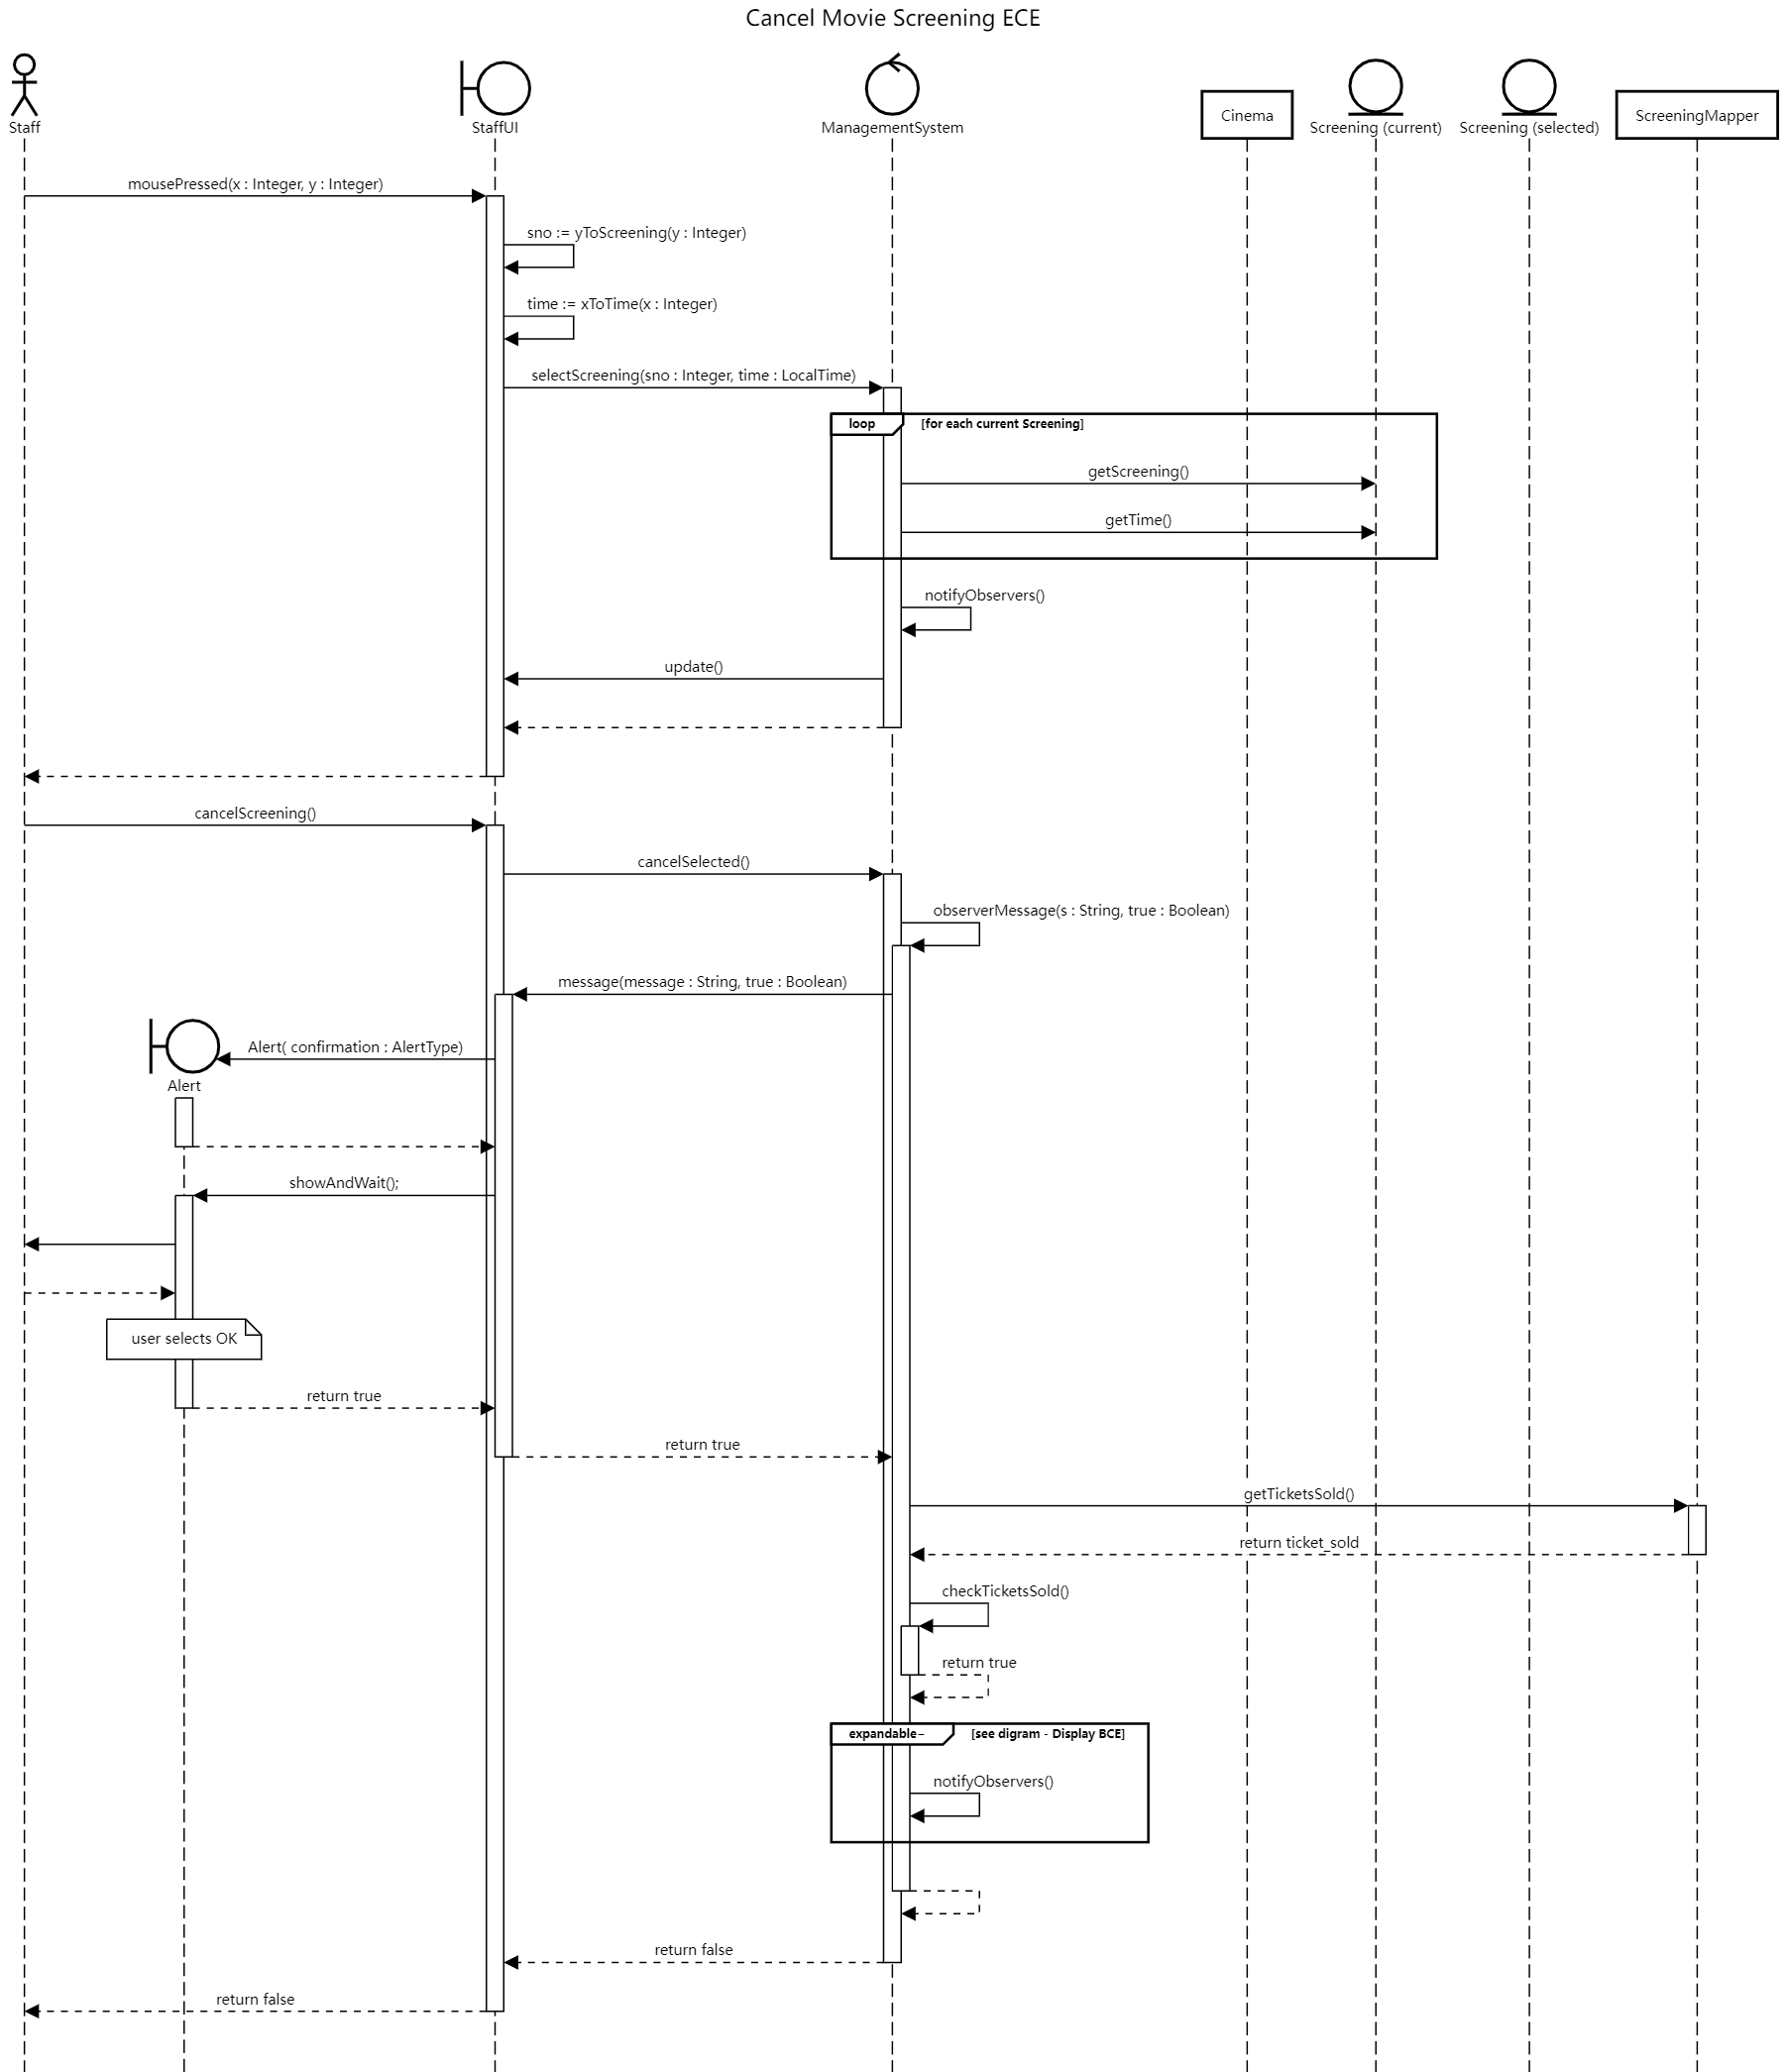 Cancel Movie Screening ECE
Staff
StaffUI
ManagementSystem
Cinema
Screening (current)
Screening (selected)
ScreeningMapper
mousePressed(x : Integer, y : Integer)
sno := yToScreening(y : Integer)
time := xToTime(x : Integer)
selectScreening(sno : Integer, time : LocalTime)
loop [for each current Screening]
getScreening()
getTime()
notifyObservers()
update()
cancelScreening()
cancelSelected()
observerMessage(s : String, true : Boolean)
message(message : String, true : Boolean)
Alert( confirmation : AlertType)
Alert
showAndWait();
user selects OK
return true
return true
getTicketsSold()
return ticket_sold
checkTicketsSold()
return true
expandable− [see digram - Display BCE]
notifyObservers()
return false
return false